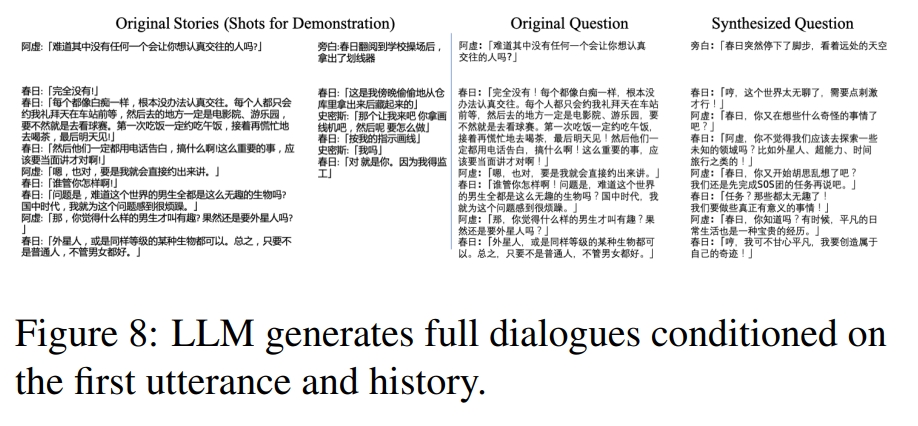 Original Stories (Shots for Demonstration)
阿虚:「难道其中没有任何一个会让你想认真交往的人吗?」
春日:「完全没有!」
春日:「每个都像白痴一样，根本没办法认真交往。每个人都只会
约我礼拜天在车站前等，然后去的地方一定是电影院、游乐园，
要不然就是去看球赛。第一次吃饭一定约吃午饭，接着再慌忙地
去喝茶，最后明天见!」
春日:「然后他们一定都用电话告白，搞什么啊!这么重要的事，应
该要当面讲才对啊!」
阿虚:「嗯，也对，要是我就会直接约出来讲。」
春日:「谁管你怎样啊!」
春日:「问题是，难道这个世界的男生全都是这么无趣的生物吗?
国中时代，我就为这个问题感到很烦躁。」
阿虚:「那，你觉得什么样的男生才叫有趣? 果然还是要外星人吗?
」
春日:「外星人，或是同样等级的某种生物都可以。总之，只要不
是普通人，不管男女都好。」
旁白:春日翻阅到学校操场后，
拿出了划线器
春日:「这是我傍晚偷偷地从仓
库里拿出来后藏起来的」
史密斯:「那个让我来吧 你拿画
线机吧，然后呢 要怎么做」
春日:「按我的指示画线」
史密斯:「我吗」
春日:「对 就是你。因为我得监
工」
Original Question
阿虚：「难道其中没有任何一个会让你想认真
交往的人吗？」
春日：「完全没有！每个都像白痴一样，根本没办
法认真交往。每个人都只会约我礼拜天在车站
前等，然后去的地方一定是电影院、游乐园，要
不然就是去看球赛。第一次吃饭一定约吃午饭，
接着再慌忙地去喝茶，最后明天见！然后他们一
定都用电话告白，搞什么啊！这么重要的事，应
该要当面讲才对啊！」
阿虚：「嗯，也对，要是我就会直接约出来讲。」
春日：「谁管你怎样啊！问题是，难道这个世界
的男生全都是这么无趣的生物吗？国中时代，我
就为这个问题感到很烦躁。」
阿虚：「那，你觉得什么样的男生才叫有趣？果
然还是要外星人吗？」
春日：「外星人，或是同样等级的某种生物都可
以。总之，只要不是普通人，不管男女都好。」
Synthesized Question
旁白：「春日突然停下了脚步，看着远处的天空
春日：「哼，这个世界太无聊了，需要点刺激
才行！」
阿虚：「春日，你又在想些什么奇怪的事情了
吧？」
春日：「阿虚，你不觉得我们应该去探索一些
未知的领域吗？比如外星人、超能力、时间
旅行之类的！」
阿虚：「春日，你又开始胡思乱想了吧？
我们还是先完成SOS团的任务再说吧。」
春日：「任务？那些都太无趣了！
我们要做些真正有意义的事情！」
阿虚：「春日，你知道吗？有时候，平凡的日
常生活也是一种宝贵的经历。」
春日：「哼，我可不甘心平凡，我要创造属于
自己的奇迹！」
Figure 8: LLM generates full dialogues conditioned on
the first utterance and history.